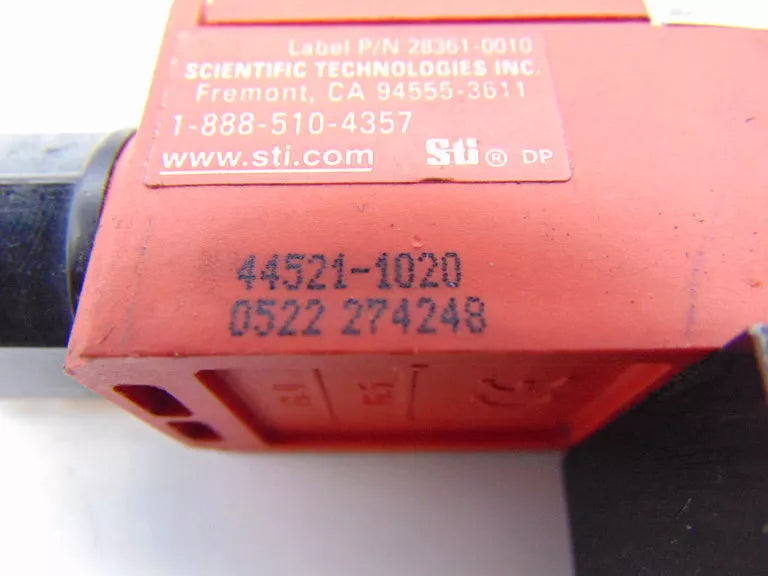 Label P/N 28361-0010
SCIENTIFIC TECHNOLOGIES INC.
Fremont, CA 94555-3611
1-888-510-4357
www.sti.com Sti ® DP
44521-1020
0522 274248